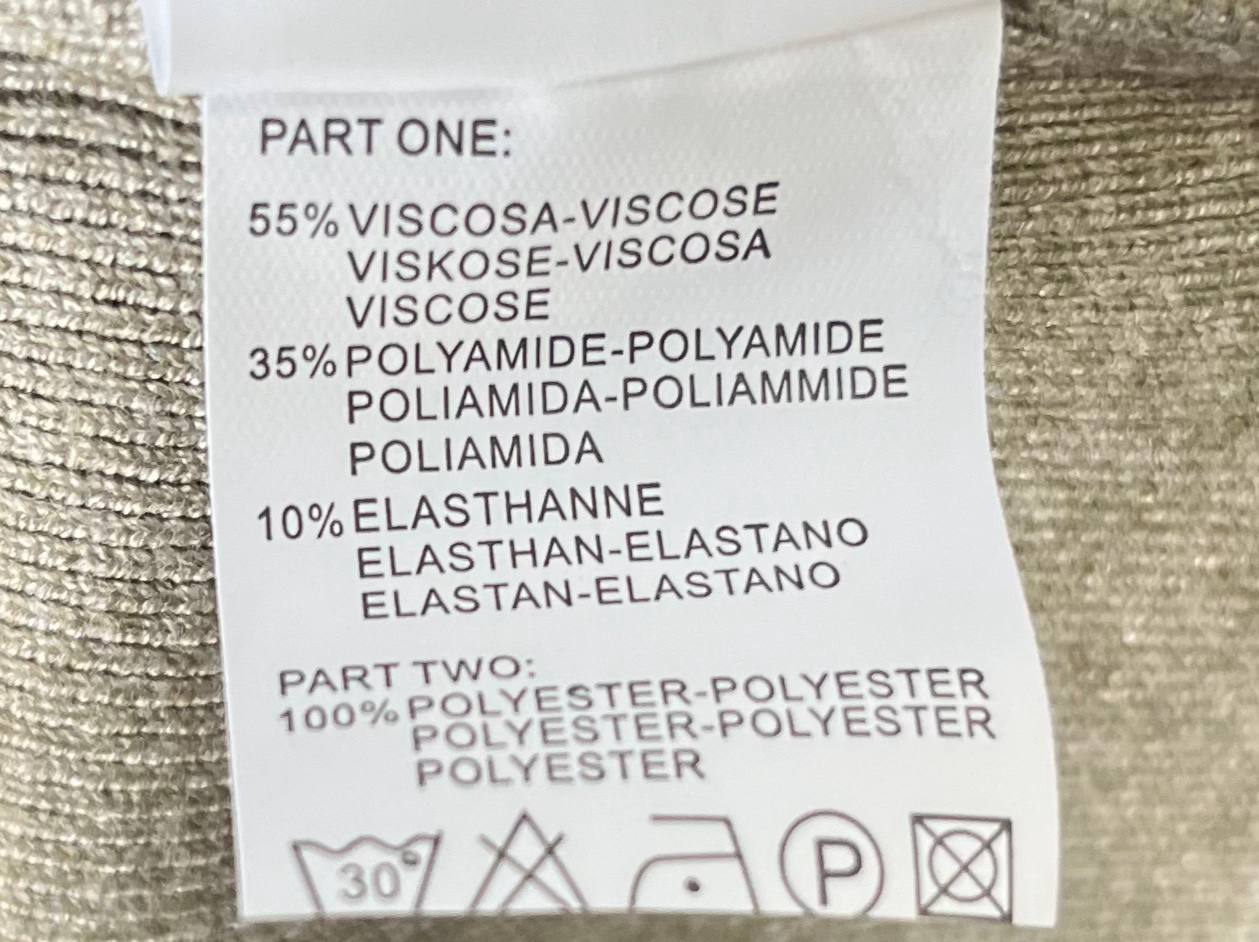 PART ONE:
55% VISCOSA-VISCOSE
VISKOSE-VISCOSA
VISCOSE
35% POLYAMIDE-POLYAMIDE
POLIAMIDA-POLIAMMIDE
POLIAMIDA
10% ELASTHANNE
ELASTHAN-ELASTANO
ELASTAN-ELASTANO
PART TWO:
100% POLYESTER-POLYESTER
POLYESTER-POLYESTER
POLYESTER
30° P